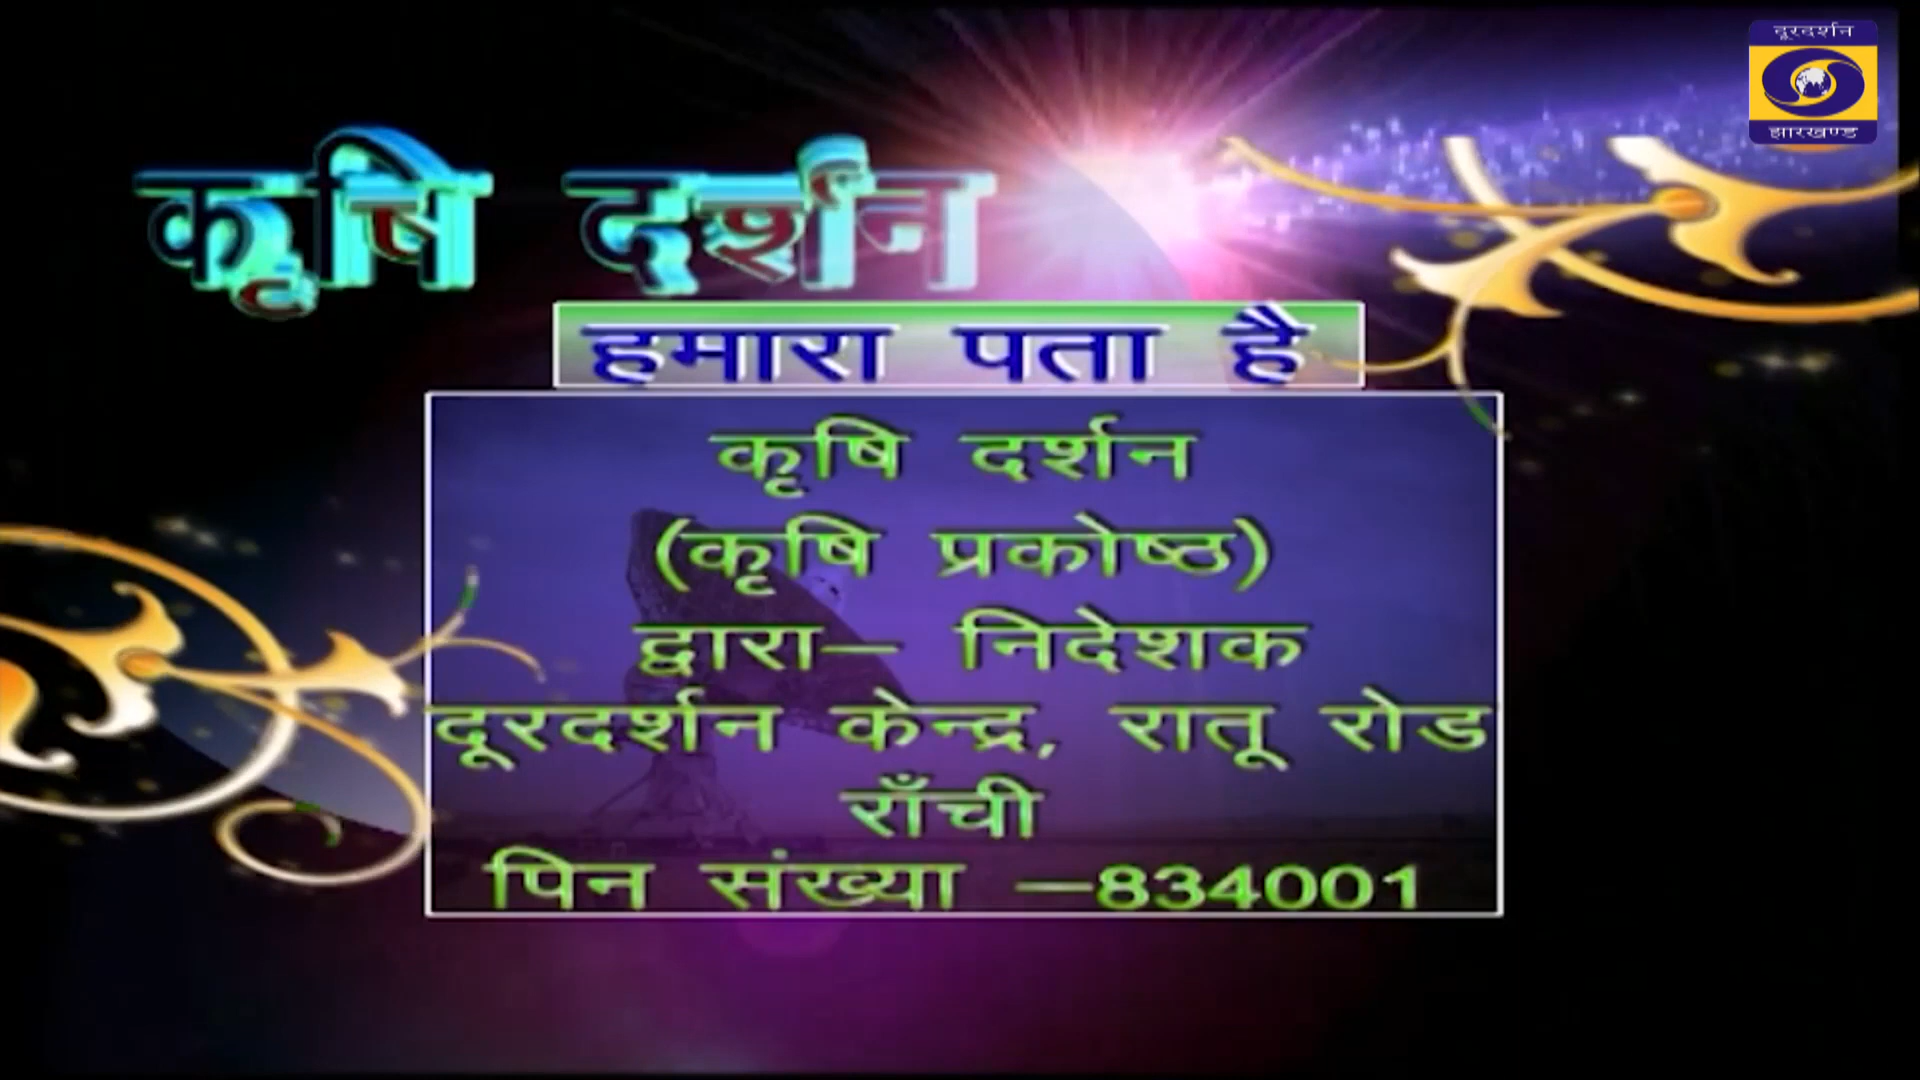 दूरदर्शन
झारखण्ड
कृषि दर्शन
हमारा पता है
कृषि दर्शन
(कृषि प्रकोष्ठ)
द्वारा– निदेशक
दूरदर्शन केन्द्र, रातू रोड
राँची
पिन संख्या –834001